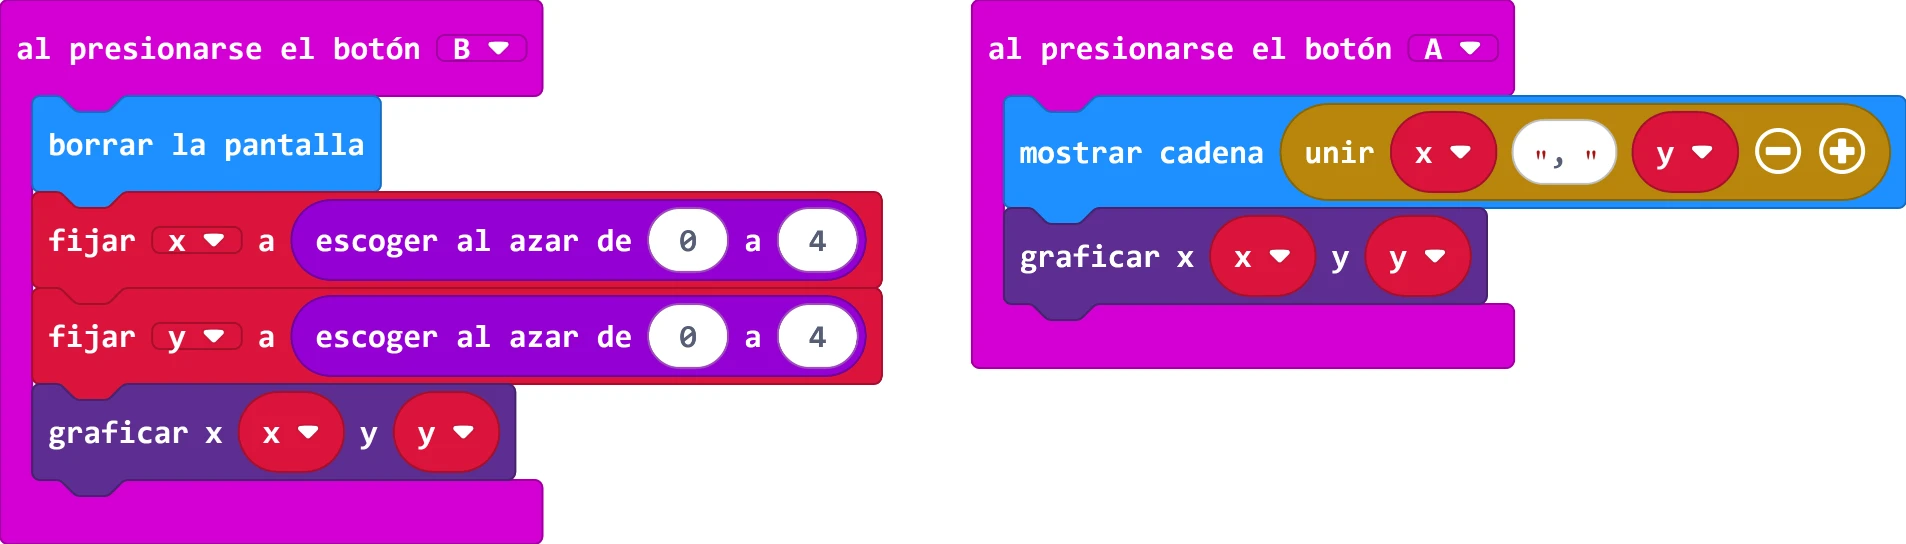 al presionarse el botón B
borrar la pantalla
fijar x a escoger al azar de 0 a 4
fijar y a escoger al azar de 0 a 4
graficar x x y y
al presionarse el botón A
mostrar cadena unir x ", " y
graficar x x y y